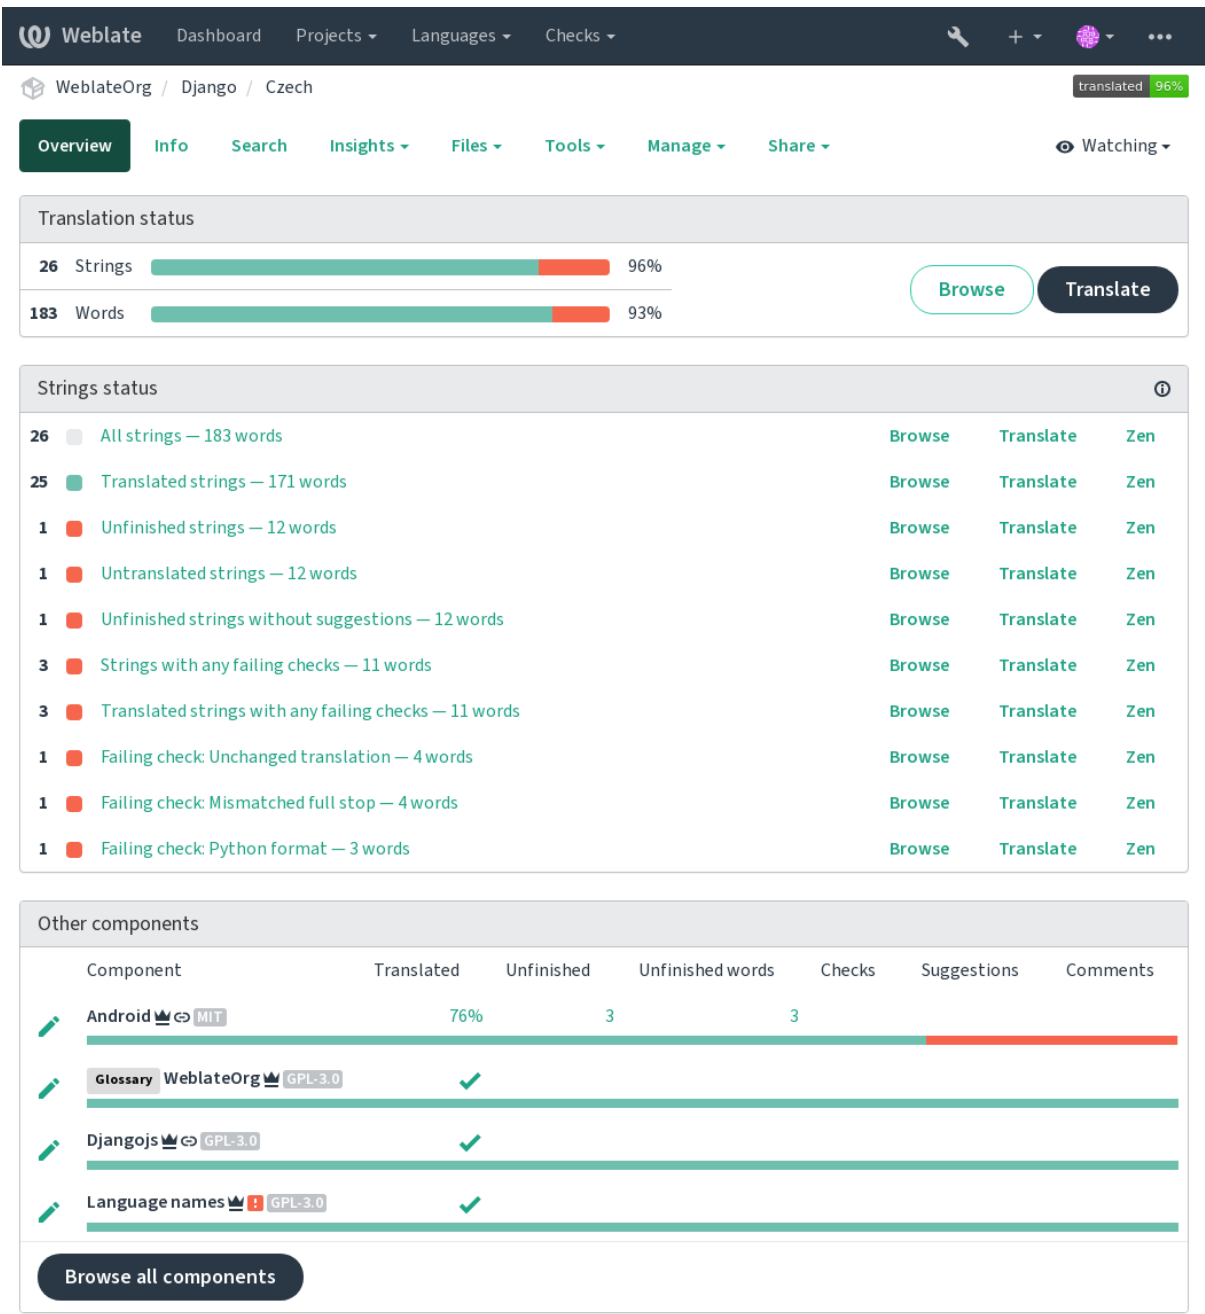 Weblate Dashboard Projects Languages Checks
WeblateOrg / Django / Czech translated 96%
Overview Info Search Insights Files Tools Manage Share Watching
Translation status
26 Strings 96%
Browse Translate
183 Words 93%
Strings status
26 All strings — 183 words Browse Translate Zen
25 Translated strings — 171 words Browse Translate Zen
1 Unfinished strings — 12 words Browse Translate Zen
1 Untranslated strings — 12 words Browse Translate Zen
1 Unfinished strings without suggestions — 12 words Browse Translate Zen
3 Strings with any failing checks — 11 words Browse Translate Zen
3 Translated strings with any failing checks — 11 words Browse Translate Zen
1 Failing check: Unchanged translation — 4 words Browse Translate Zen
1 Failing check: Mismatched full stop — 4 words Browse Translate Zen
1 Failing check: Python format — 3 words Browse Translate Zen
Other components
Component Translated Unfinished Unfinished words Checks Suggestions Comments
Android MIT 76% 3 3
Glossary WeblateOrg GPL-3.0
Djangojs GPL-3.0
Language names GPL-3.0
Browse all components